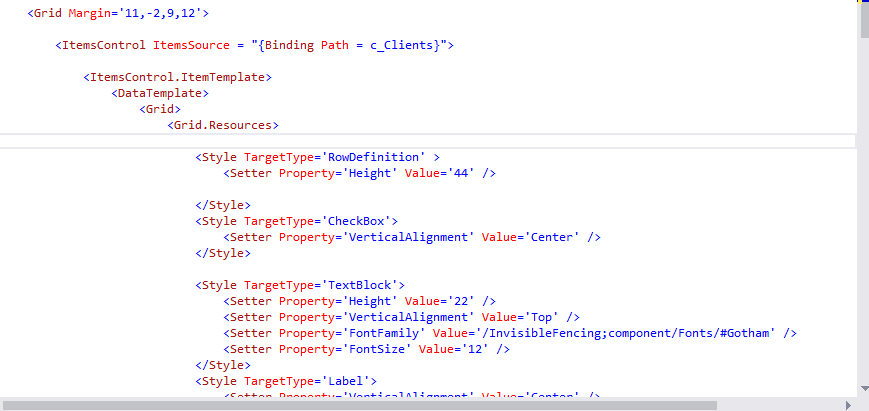 <Grid Margin='11,-2,9,12'>
<ItemsControl ItemsSource = "{Binding Path = c_Clients}">
<ItemsControl.ItemTemplate>
<DataTemplate>
<Grid>
<Grid.Resources>
<Style TargetType='RowDefinition' >
<Setter Property='Height' Value='44' />
</Style>
<Style TargetType='CheckBox'>
<Setter Property='VerticalAlignment' Value='Center' />
</Style>
<Style TargetType='TextBlock'>
<Setter Property='Height' Value='22' />
<Setter Property='VerticalAlignment' Value='Top' />
<Setter Property='FontFamily' Value='/InvisibleFencing;component/Fonts/#Gotham' />
<Setter Property='FontSize' Value='12' />
</Style>
<Style TargetType='Label'>
<Setter Property='VerticalAlignment' Value='Center' />